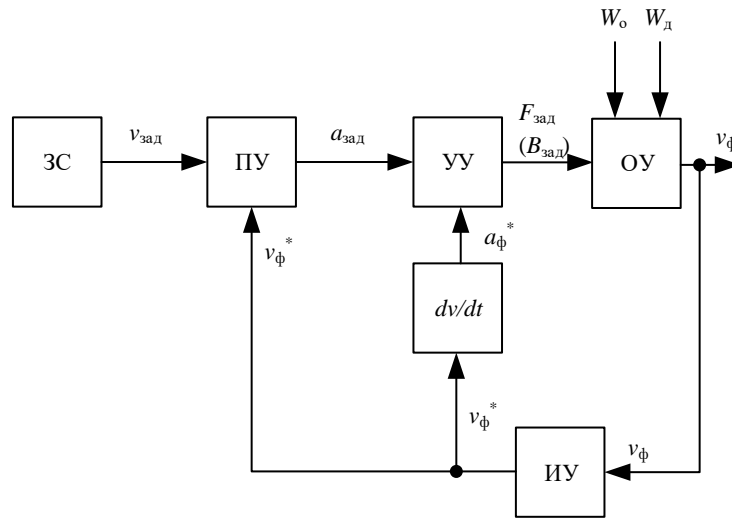 Wо Wд
vзад
aзад
Fзад
(Bзад)
vф
ЗС
ПУ
УУ
ОУ
vф*
aф*
dv/dt
vф*
vф
ИУ